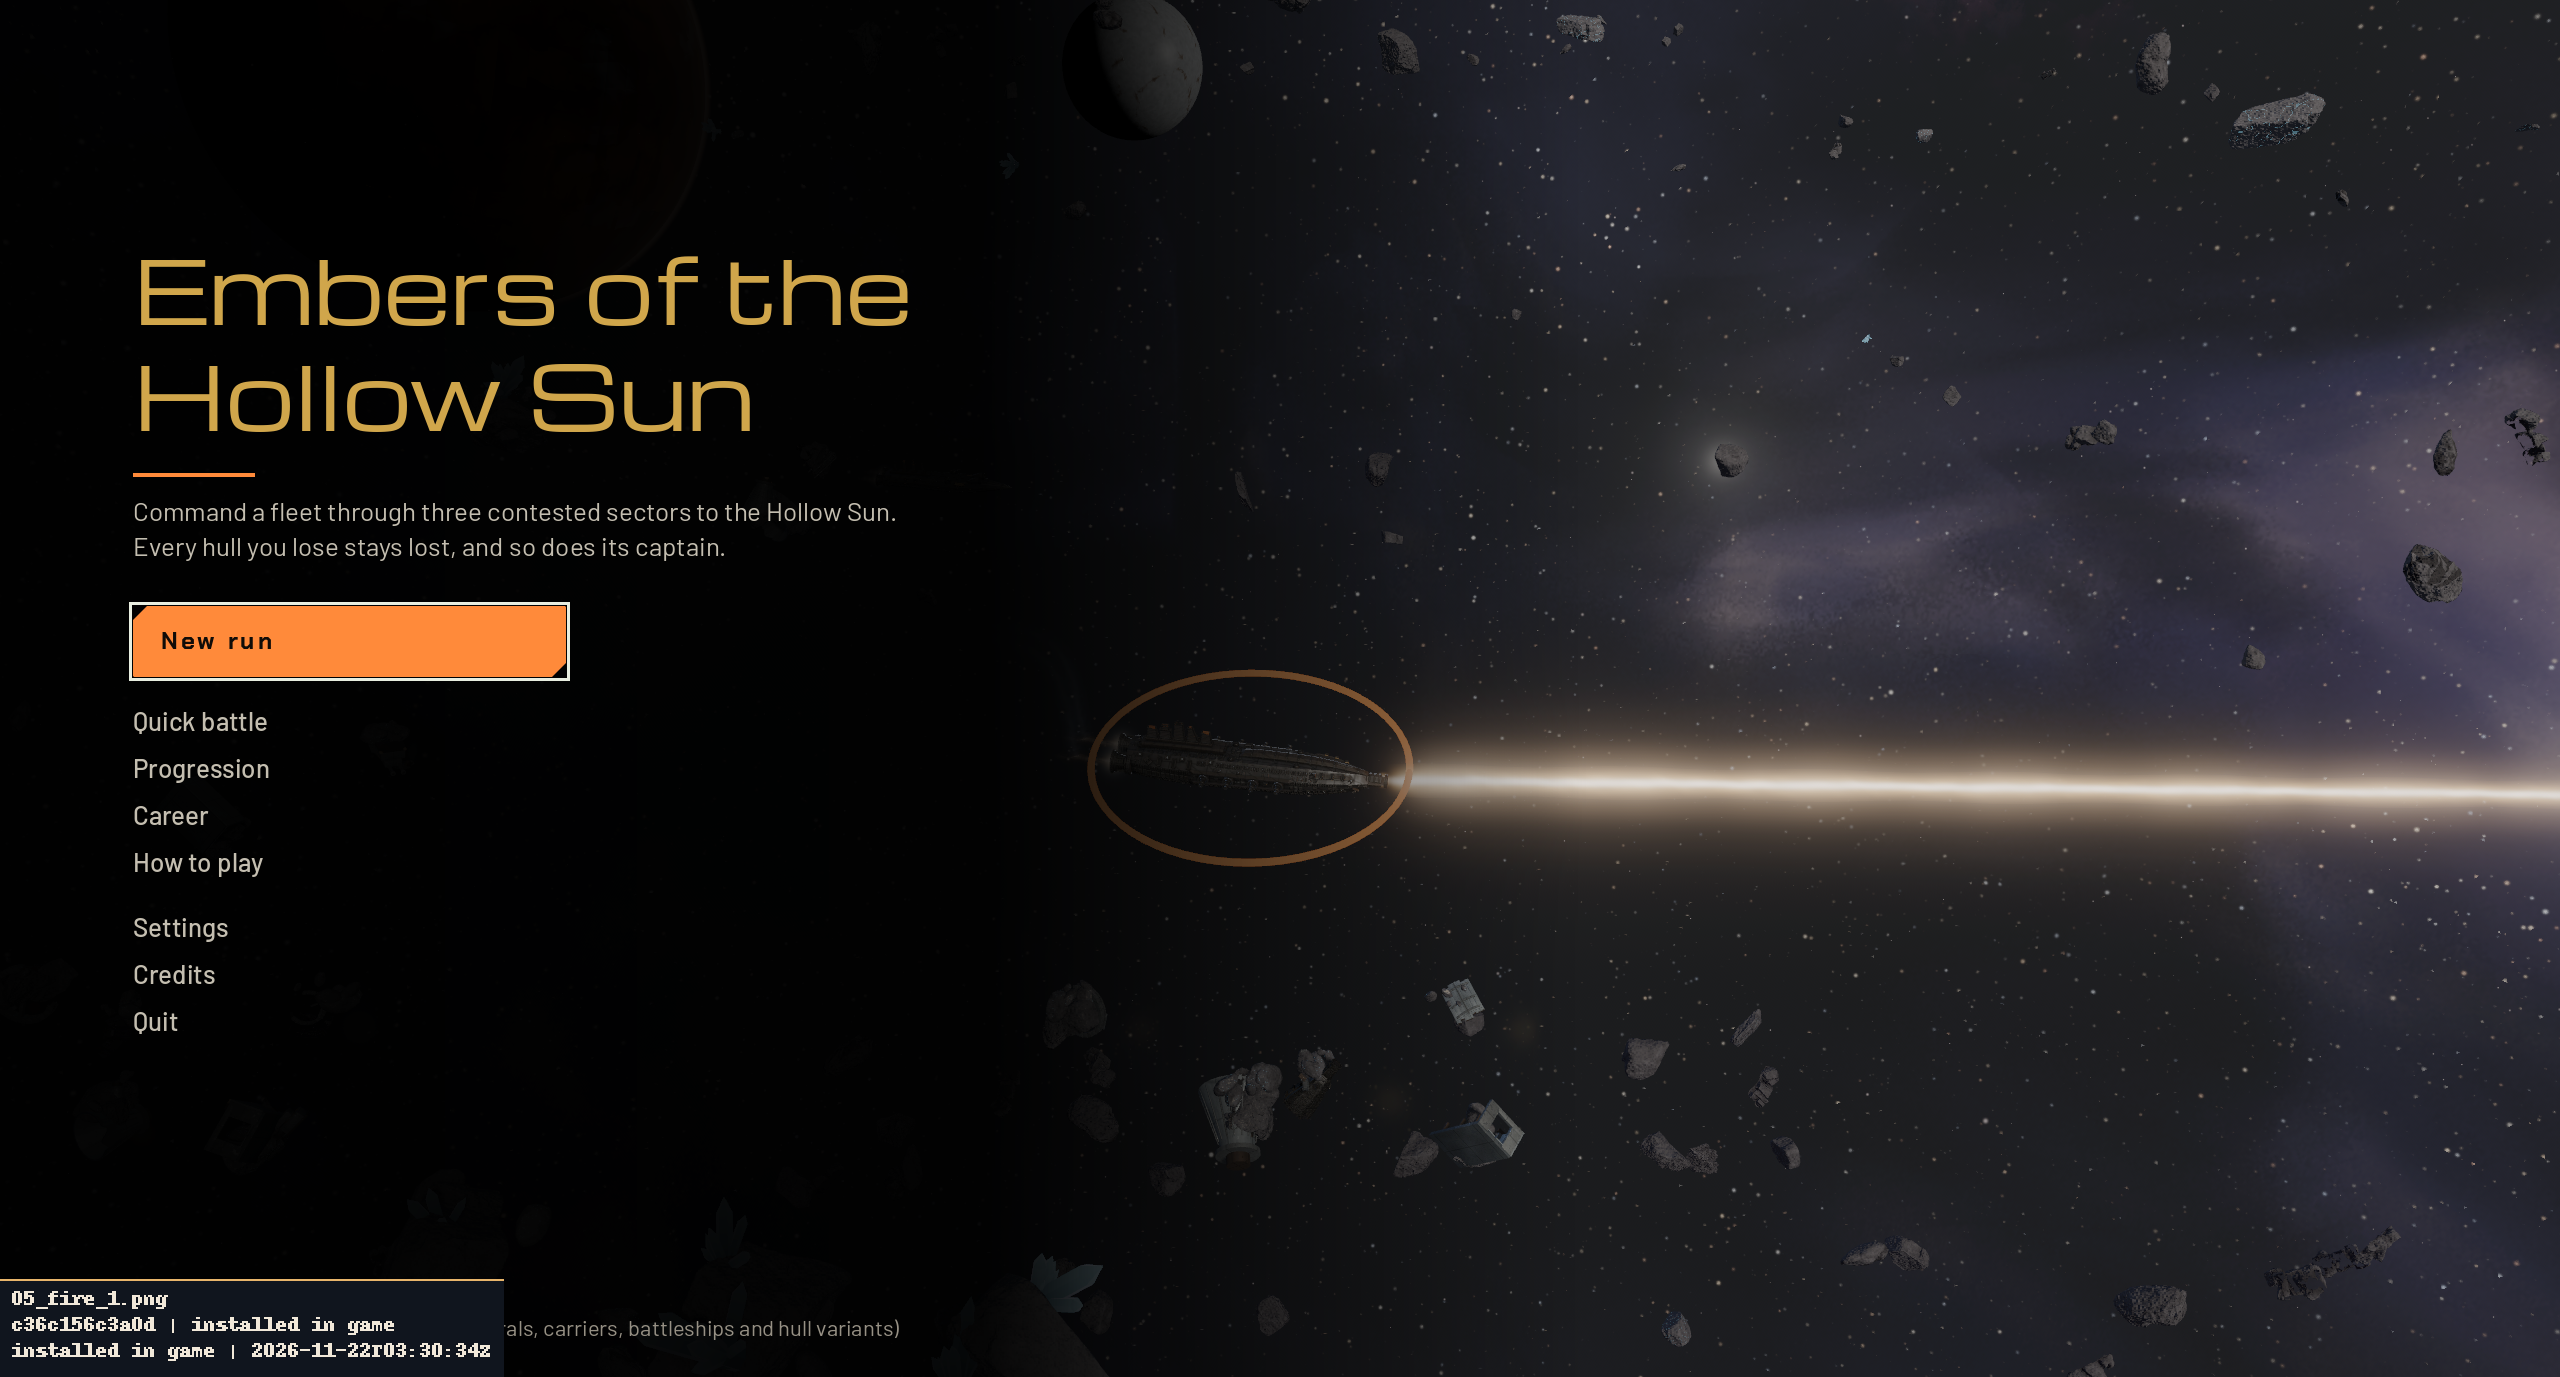 Embers of the
Hollow Sun
Command a fleet through three contested sectors to the Hollow Sun.
Every hull you lose stays lost, and so does its captain.
New run
Quick battle
Progression
Career
How to play
Settings
Credits
Quit
05_fire_1.png
c36c156c3a0d | installed in game
installed in game | 2026-11-22T03:30:34Z
carriers, battleships and hull variants)